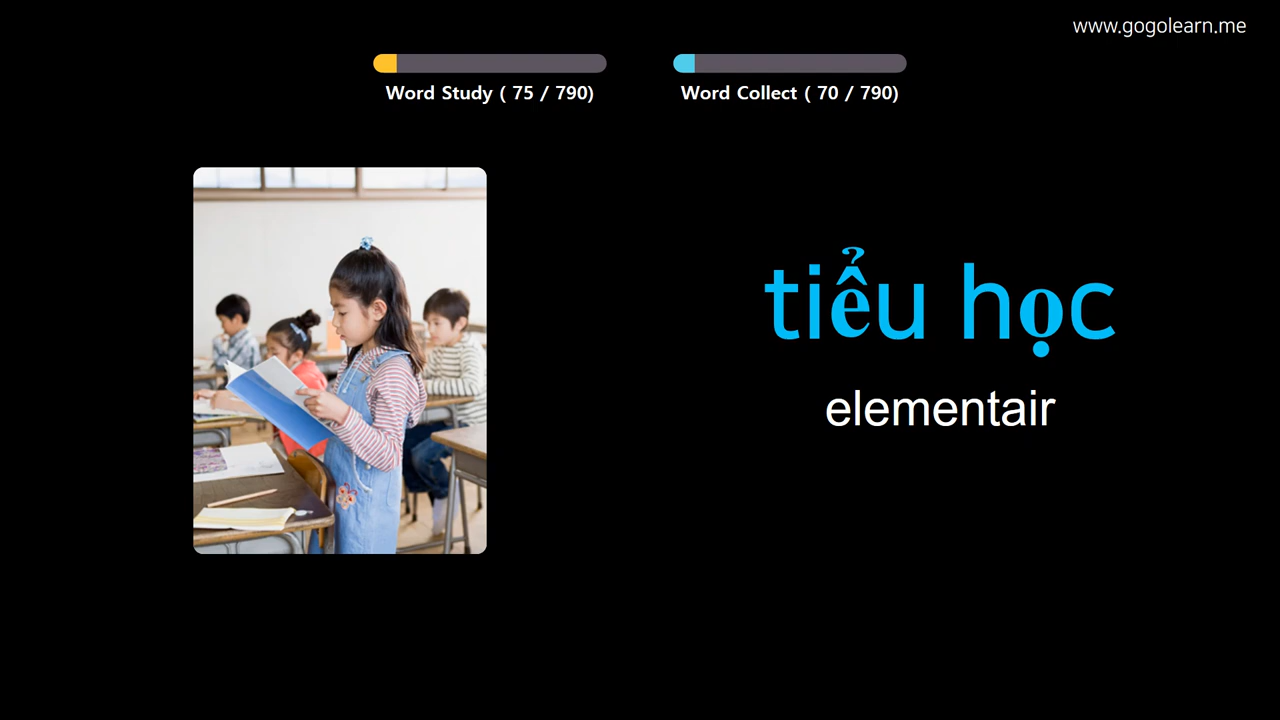 www.gogolearn.me
Word Study ( 75 / 790)
Word Collect ( 70 / 790)
tiểu học
elementair